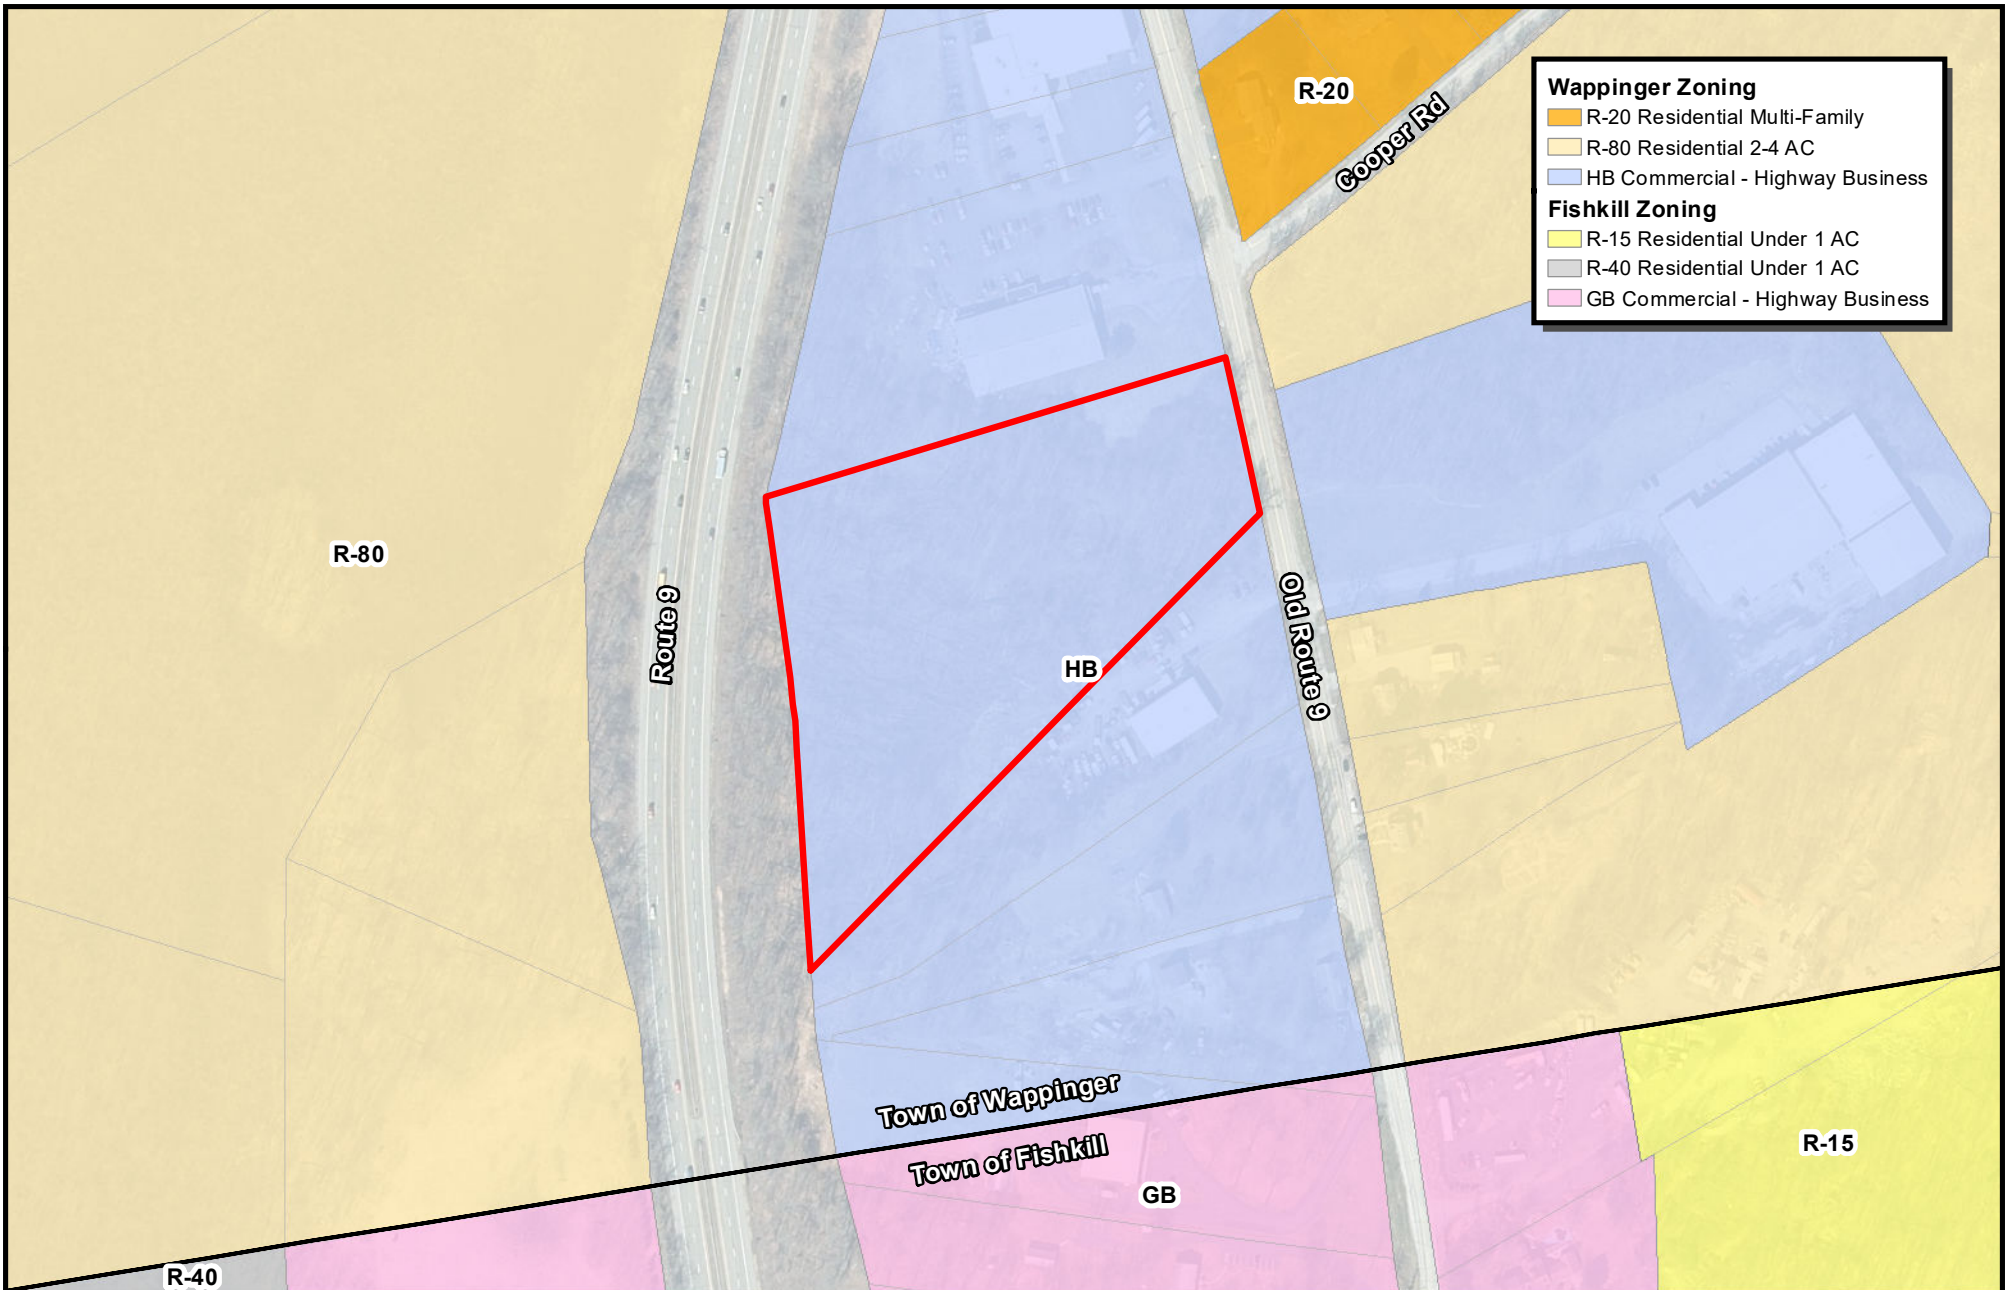 R-20
Cooper Rd
Wappinger Zoning
R-20 Residential Multi-Family
R-80 Residential 2-4 AC
HB Commercial - Highway Business
Fishkill Zoning
R-15 Residential Under 1 AC
R-40 Residential Under 1 AC
GB Commercial - Highway Business
R-80
Route 9
HB
Old Route 9
Town of Wappinger
Town of Fishkill
GB
R-15
R-40